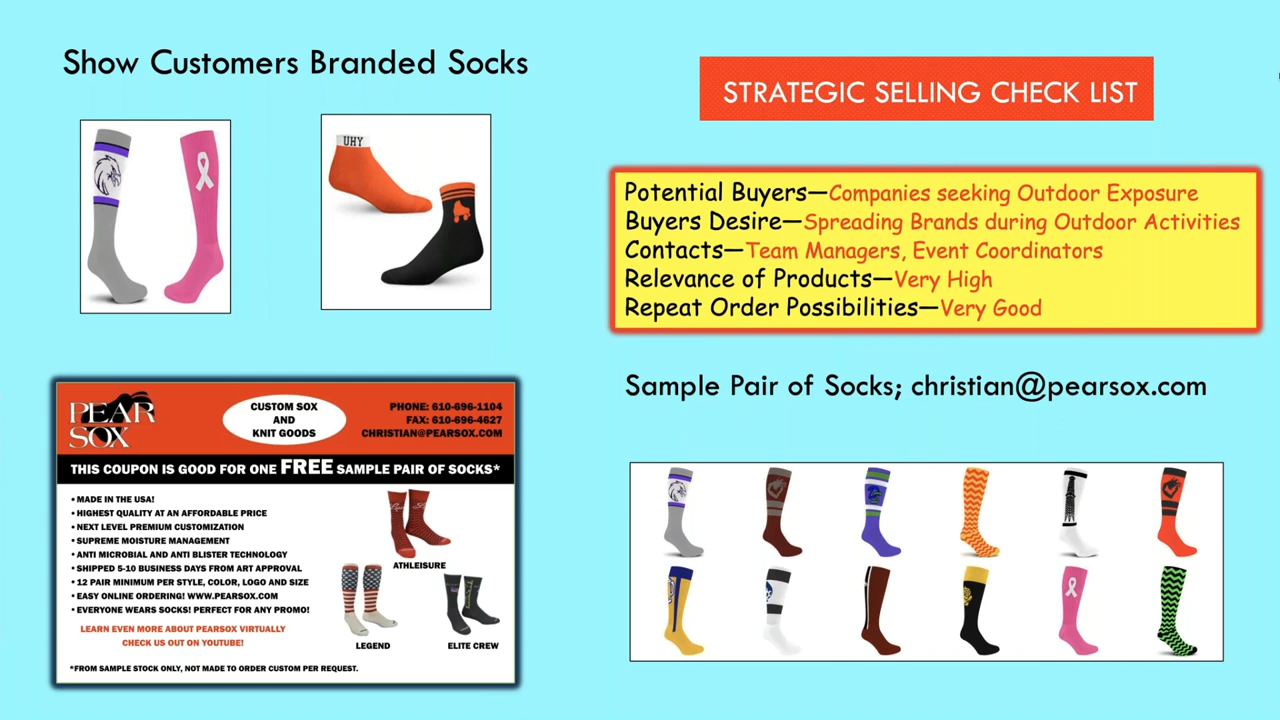 Show Customers Branded Socks
UHY
STRATEGIC SELLING CHECK LIST
Potential Buyers—Companies seeking Outdoor Exposure
Buyers Desire—Spreading Brands during Outdoor Activities
Contacts—Team Managers, Event Coordinators
Relevance of Products—Very High
Repeat Order Possibilities—Very Good
Sample Pair of Socks; christian@pearsox.com
PEAR
SOX
CUSTOM SOX
AND
KNIT GOODS
PHONE: 610-696-1104
FAX: 610-696-4627
CHRISTIAN@PEARSOX.COM
THIS COUPON IS GOOD FOR ONE FREE SAMPLE PAIR OF SOCKS*
• MADE IN THE USA!
• HIGHEST QUALITY AT AN AFFORDABLE PRICE
• NEXT LEVEL PREMIUM CUSTOMIZATION
• SUPREME MOISTURE MANAGEMENT
• ANTI MICROBIAL AND ANTI BLISTER TECHNOLOGY
• SHIPPED 5-10 BUSINESS DAYS FROM ART APPROVAL
• 12 PAIR MINIMUM PER STYLE, COLOR, LOGO AND SIZE
• EASY ONLINE ORDERING! WWW.PEARSOX.COM
• EVERYONE WEARS SOCKS! PERFECT FOR ANY PROMO!
LEARN EVEN MORE ABOUT PEARSOX VIRTUALLY
CHECK US OUT ON YOUTUBE!
ATHLEISURE
LEGEND
ELITE CREW
*FROM SAMPLE STOCK ONLY, NOT MADE TO ORDER CUSTOM PER REQUEST.